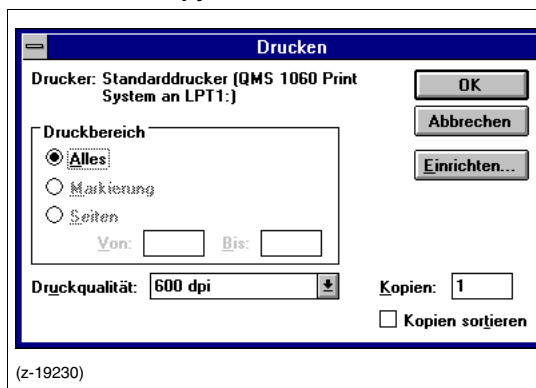 Drucken
Drucker: Standarddrucker (QMS 1060 Print
System an LPT1:)
OK
Abbrechen
Einrichten...
Druckbereich
Alles
Markierung
Seiten
Von: Bis:
Druckqualität: 600 dpi
Kopien: 1
Kopien sortieren
(z-19230)